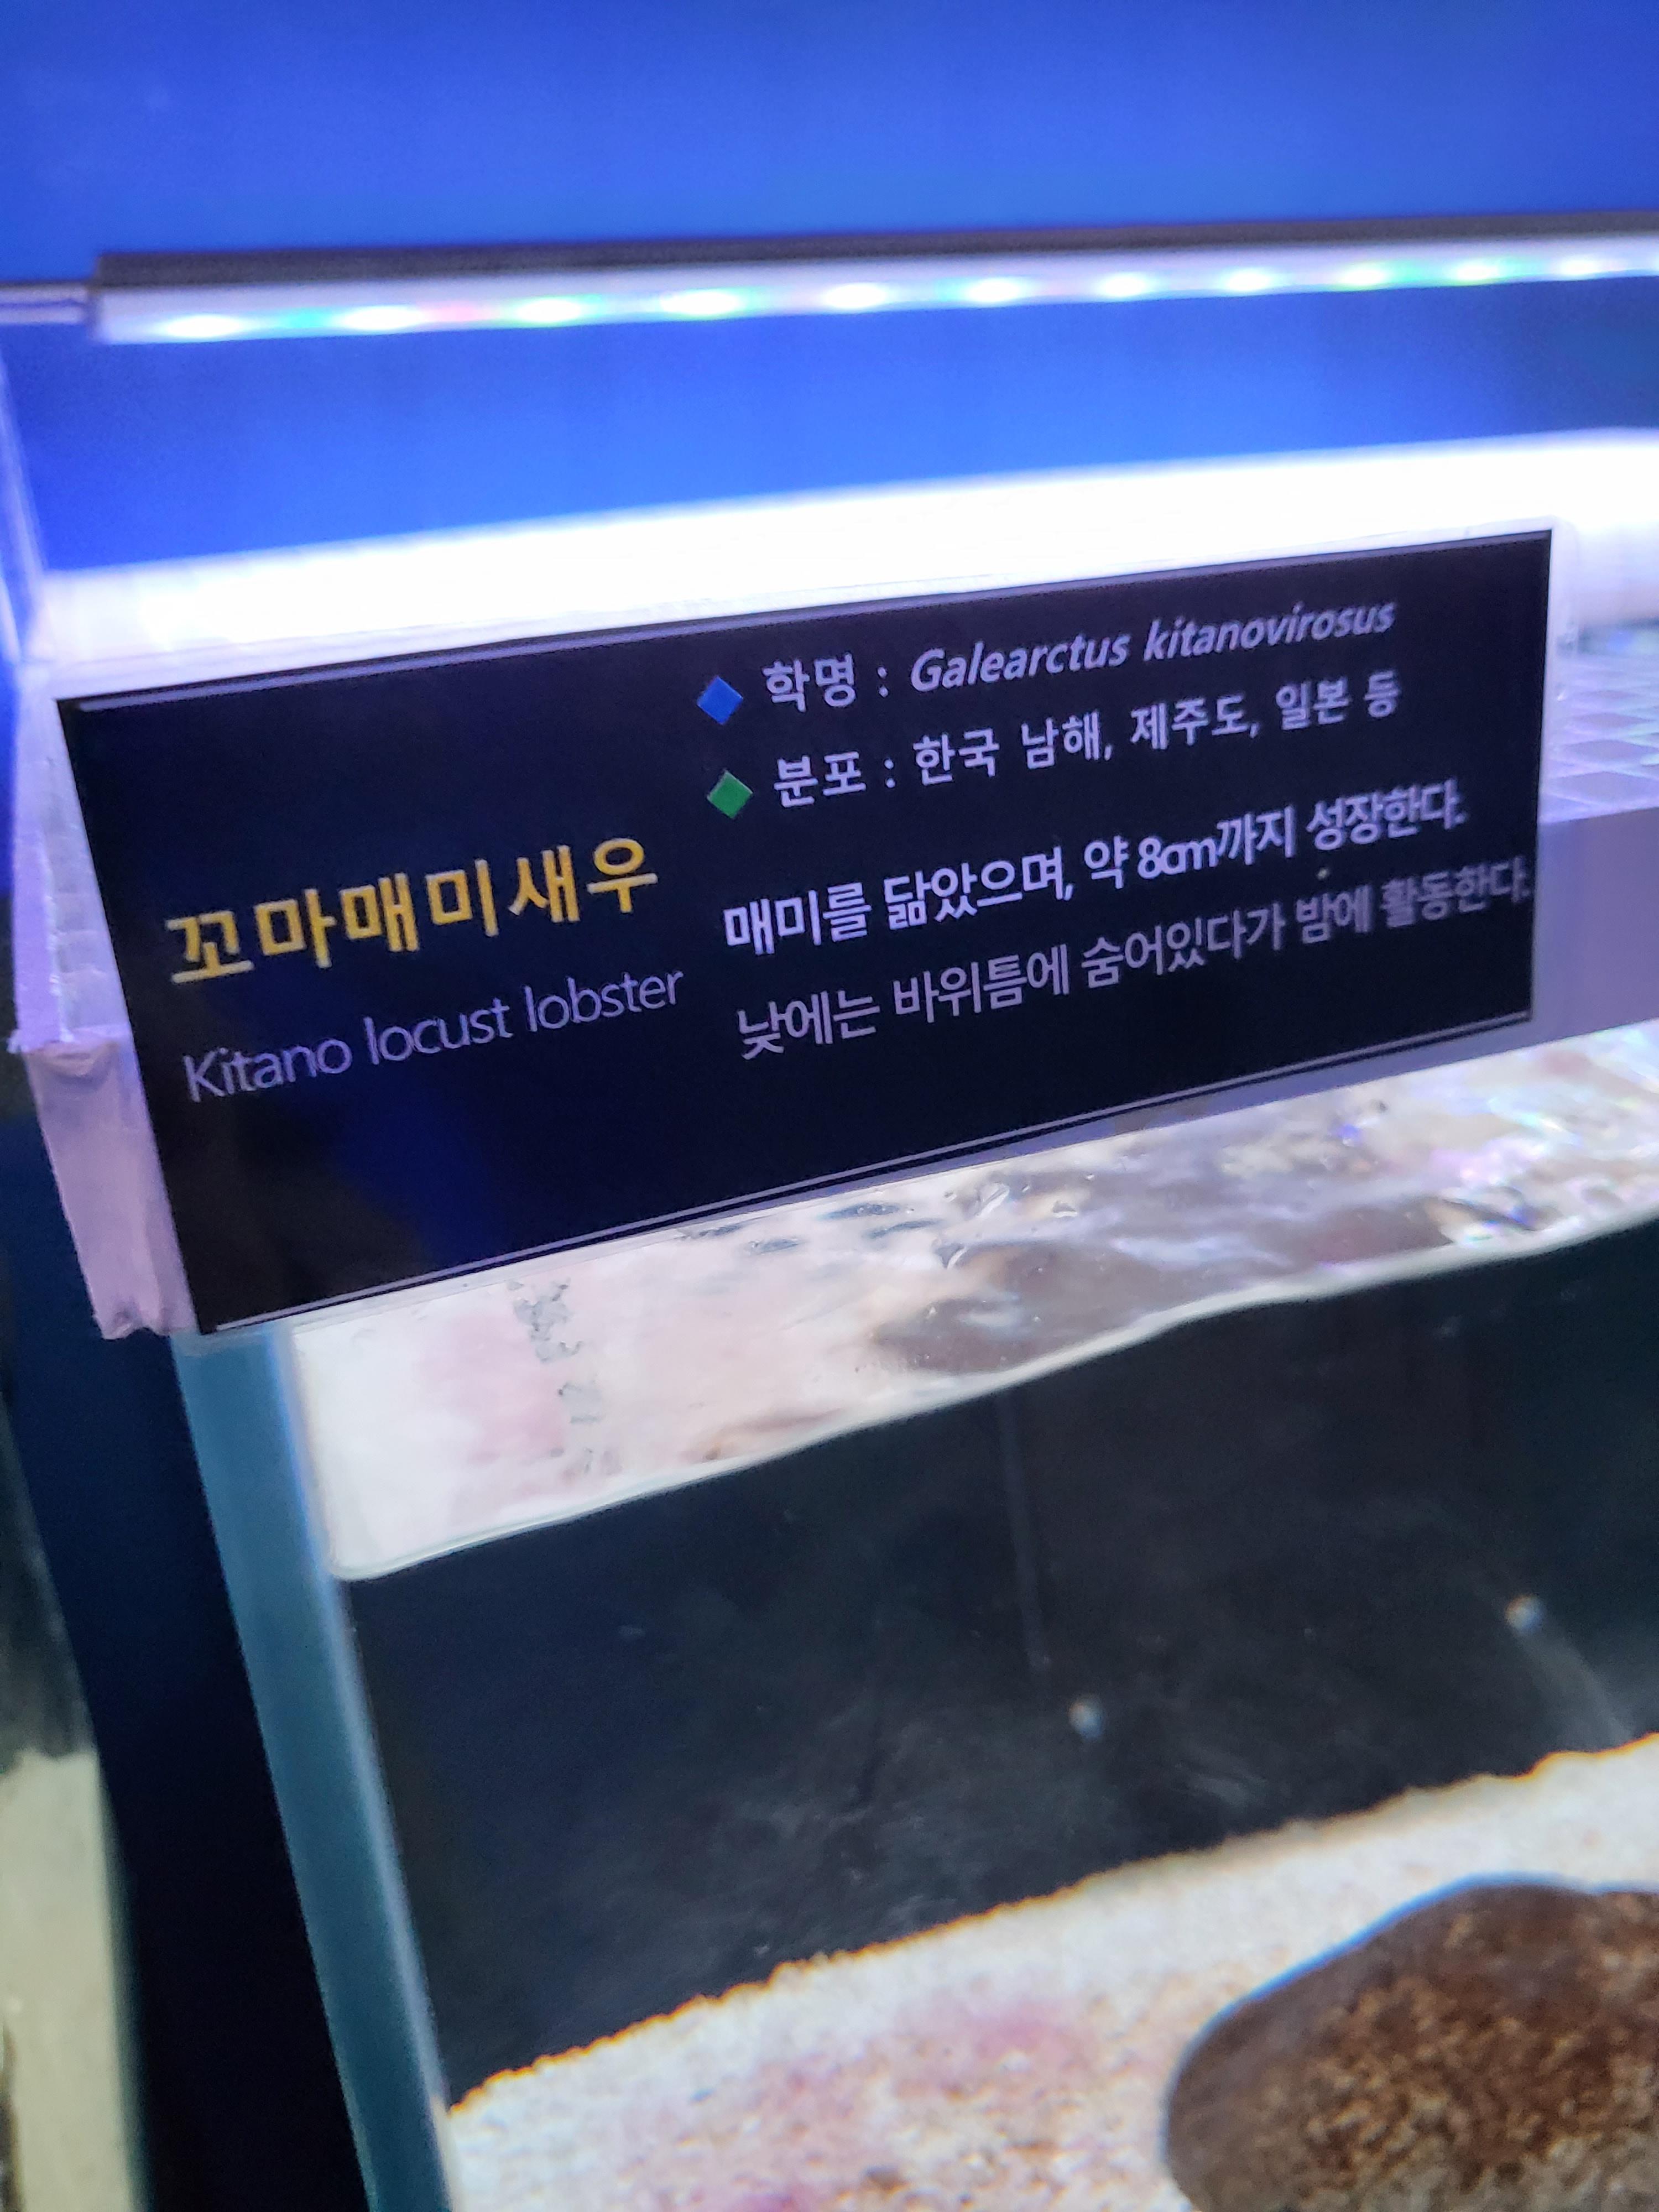 꼬마매미새우
Kitano locust lobster
학명 : Galearctus kitanovirosus
분포 : 한국 남해, 제주도, 일본 등
매미를 닮았으며, 약 8cm까지 성장한다.
낮에는 바위틈에 숨어있다가 밤에 활동한다.